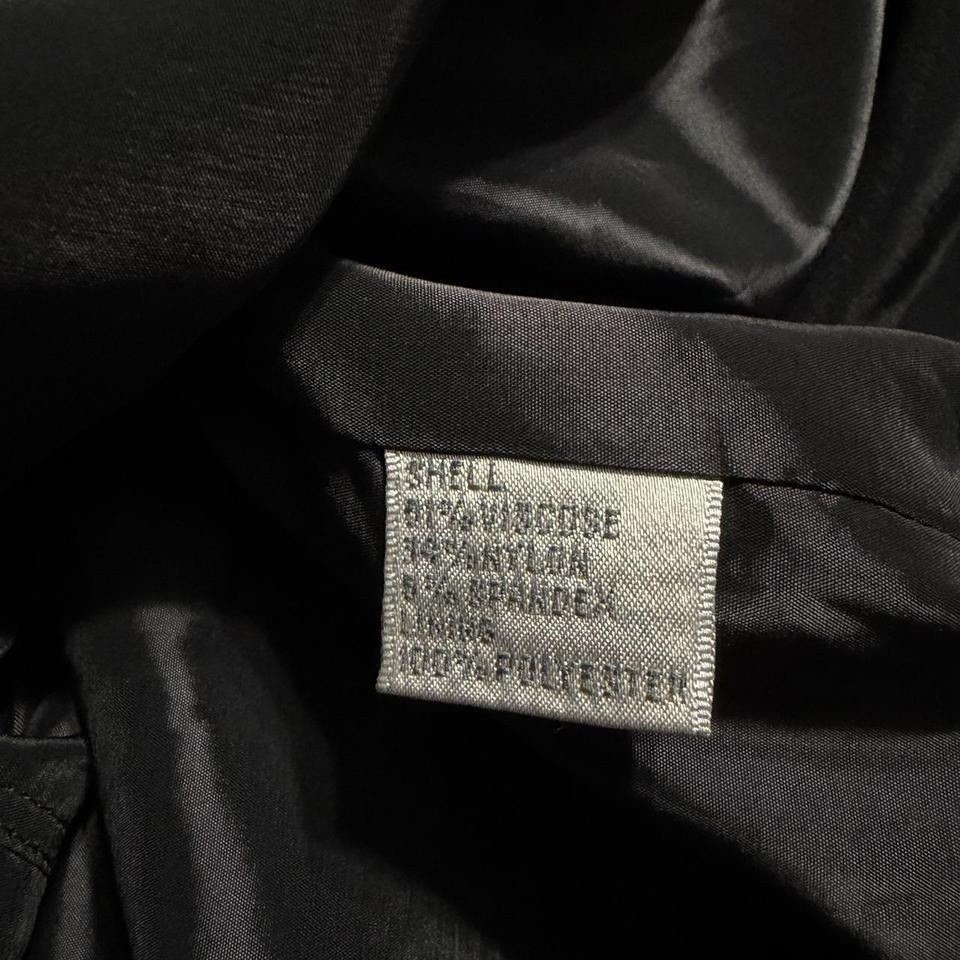 SHELL
81% VISCOSE
14% NYLON
5% SPANDEX
LINING
100% POLYESTER